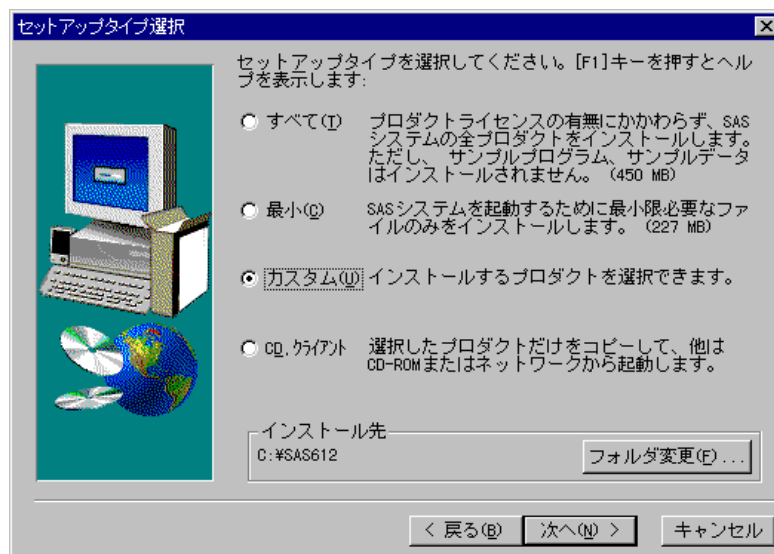 セットアップタイプ選択
セットアップタイプを選択してください。[F1]キーを押すとヘル
プを表示します:
すべて(T) プロダクトライセンスの有無にかかわらず、SAS
システムの全プロダクトをインストールします。
ただし、 サンプルプログラム、サンプルデータ
はインストールされません。 (450 MB)
最小(C) SASシステムを起動するために最小限必要なファ
イルのみをインストールします。 (227 MB)
カスタム(U) インストールするプロダクトを選択できます。
CD,クライアント 選択したプロダクトだけをコピーして、他は
CD-ROMまたはネットワークから起動します。
インストール先
C:¥SAS612
フォルダ変更(F)...
< 戻る(B) 次へ(N) > キャンセル